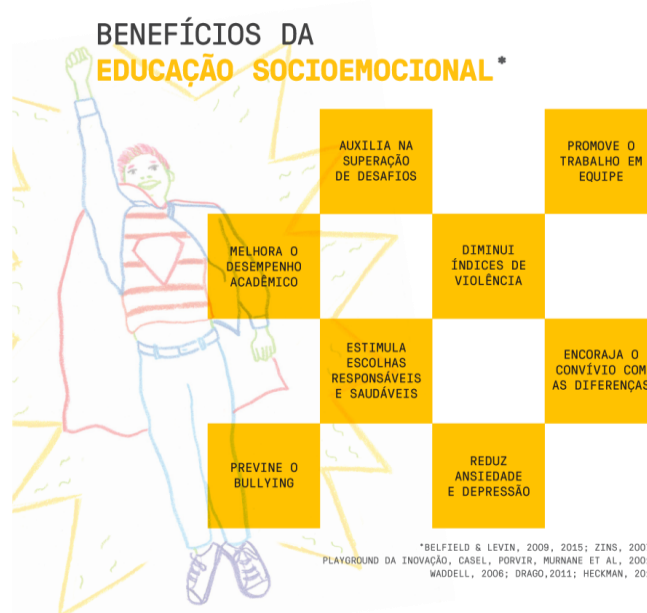 BENEFÍCIOS DA
EDUCAÇÃO SOCIOEMOCIONAL*
AUXILIA NA
SUPERAÇÃO
DE DESAFIOS
PROMOVE O
TRABALHO EM
EQUIPE
MELHORA O
DESEMPENHO
ACADÊMICO
DIMINUI
ÍNDICES DE
VIOLÊNCIA
ESTIMULA
ESCOLHAS
RESPONSÁVEIS
E SAUDÁVEIS
ENCORAJA O
CONVÍVIO COM
AS DIFERENÇAS
PREVINE O
BULLYING
REDUZ
ANSIEDADE
E DEPRESSÃO
*BELFIELD & LEVIN, 2009, 2015; ZINS,
PLAYGROUND DA INOVAÇÃO, CASEL, PORVIR, MURNANE ET AL,
WADDELL, 2006; DRAGO,2011; HECKMAN,